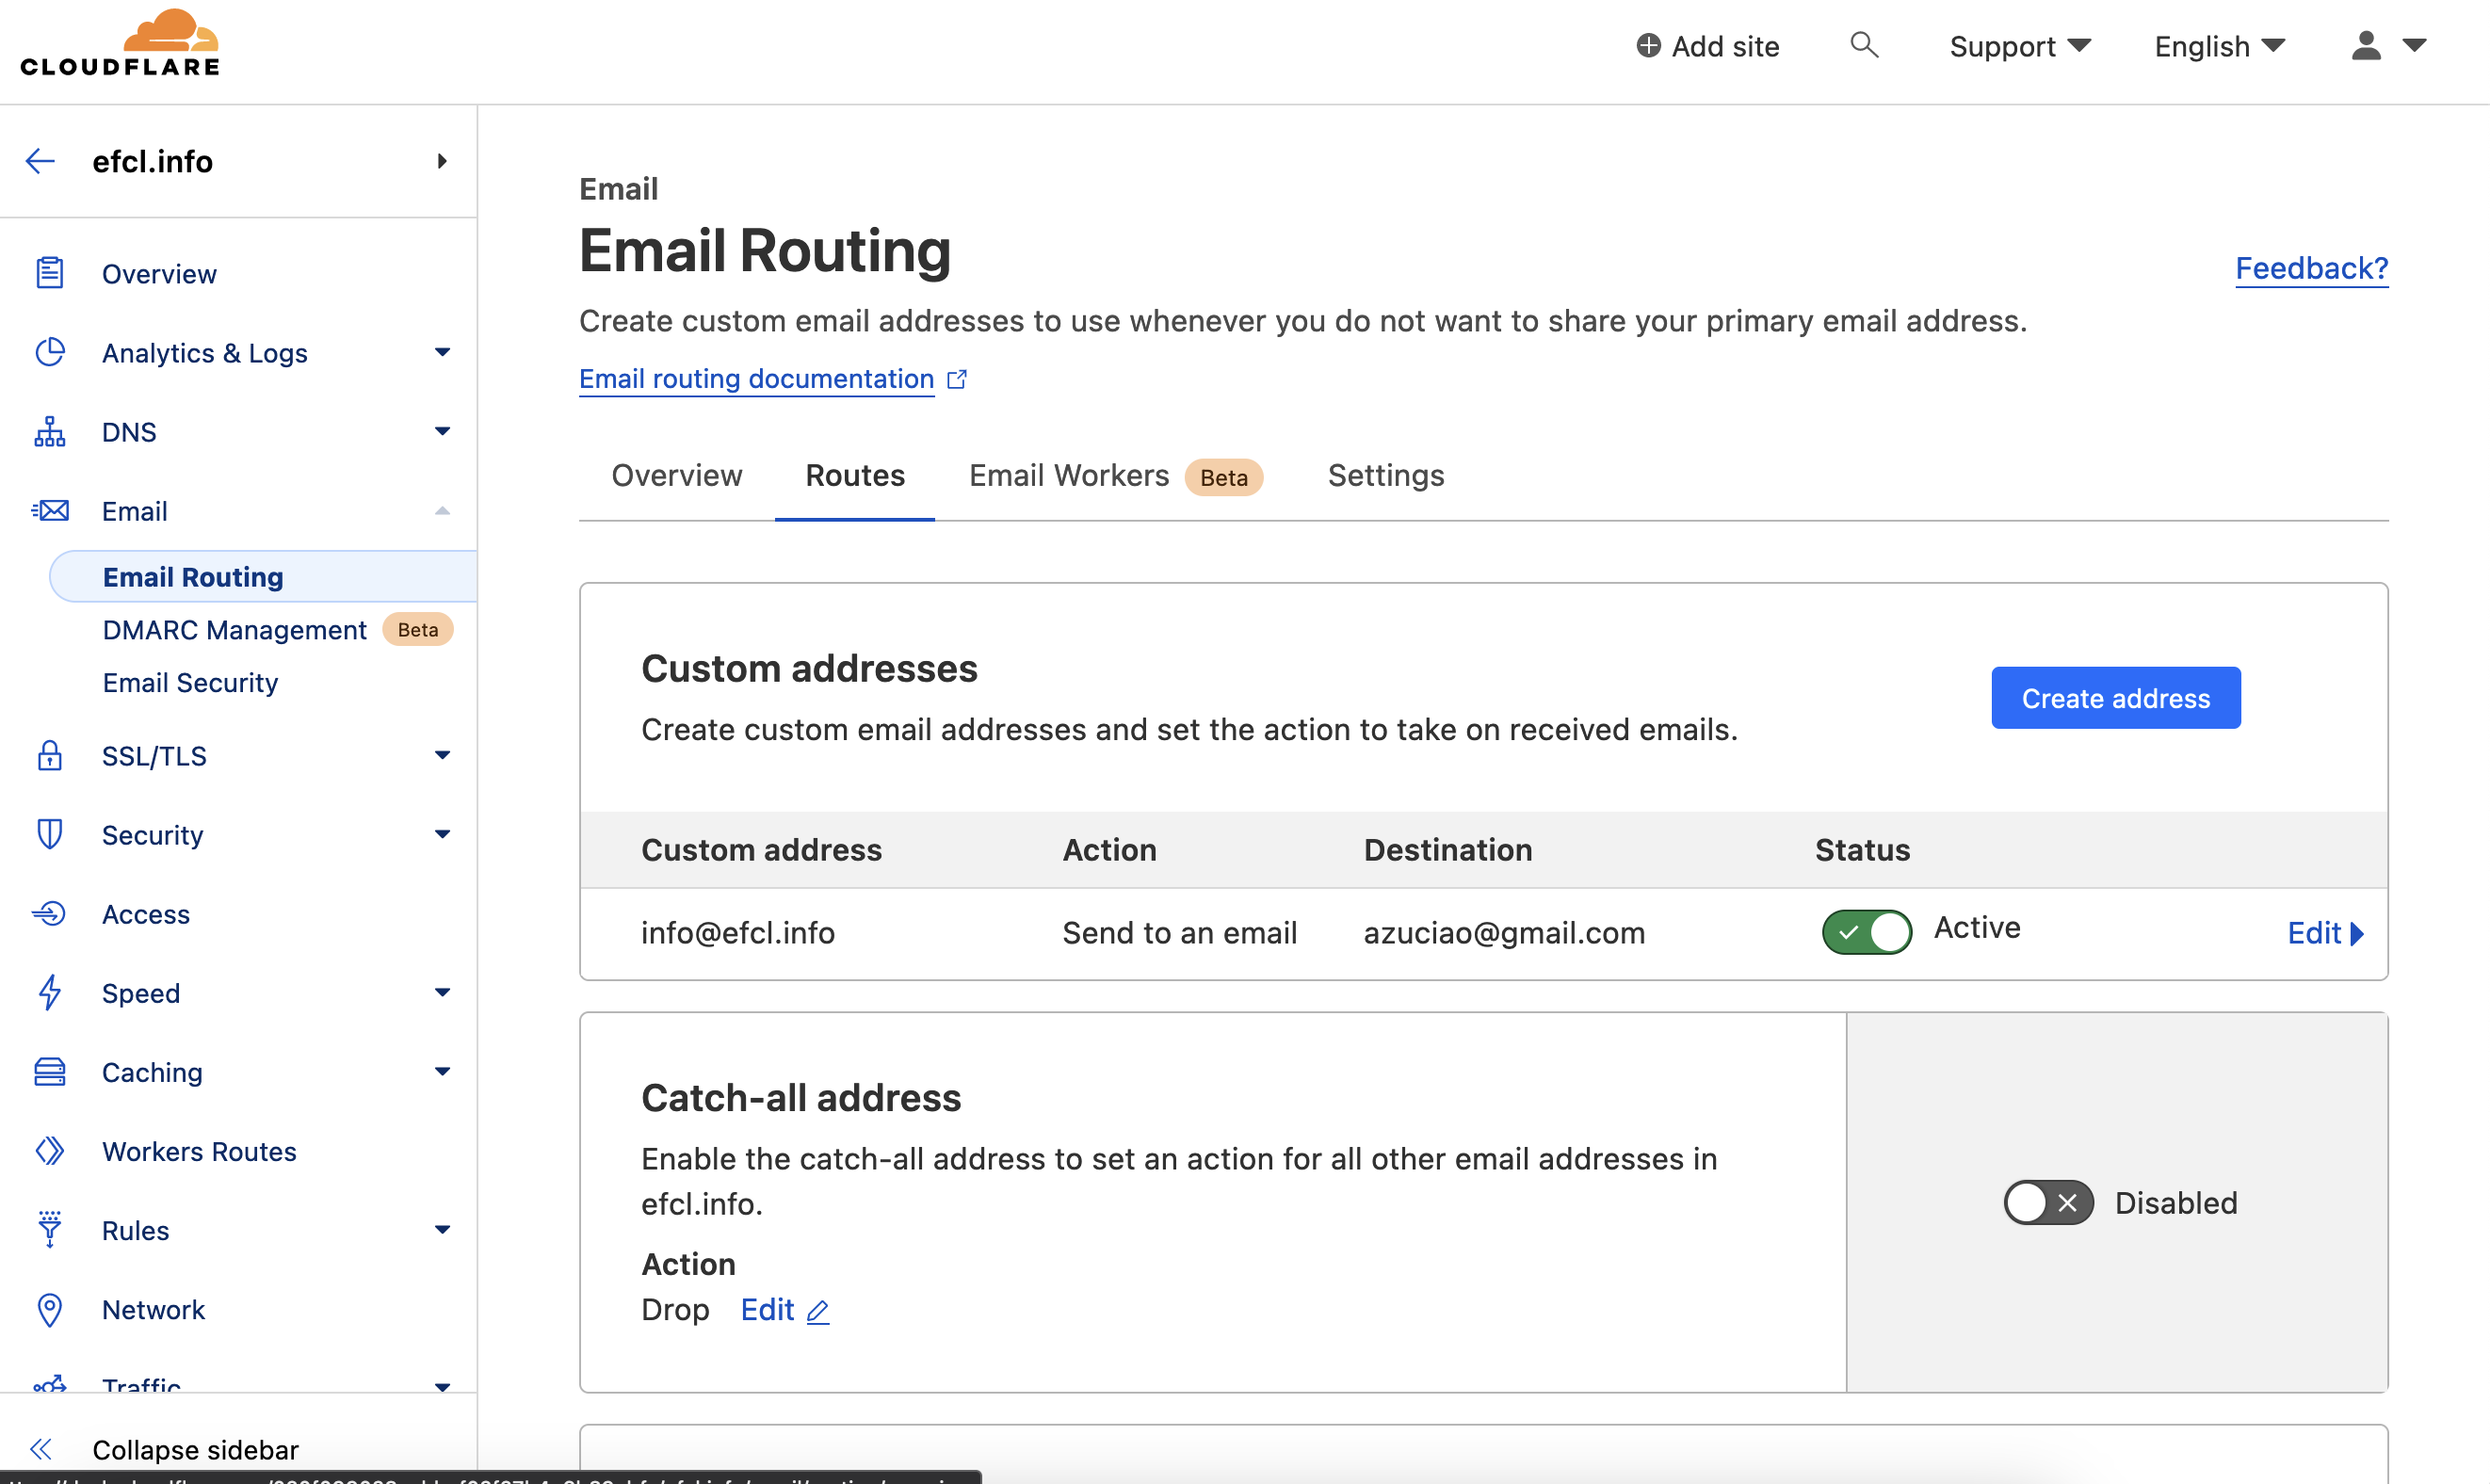 CLOUDFLARE
Add site
Support
English
efcl.info
Overview
Analytics & Logs
DNS
Email
Email Routing
DMARC Management Beta
Email Security
SSL/TLS
Security
Access
Speed
Caching
Workers Routes
Rules
Network
Traffic
Collapse sidebar
Email
Email Routing
Feedback?
Create custom email addresses to use whenever you do not want to share your primary email address.
Email routing documentation
Overview Routes Email Workers Beta Settings
Custom addresses
Create custom email addresses and set the action to take on received emails.
Create address
Custom address Action Destination Status
info@efcl.info Send to an email azuciao@gmail.com Active Edit
Catch-all address
Enable the catch-all address to set an action for all other email addresses in
efcl.info.
Action
Drop Edit
Disabled